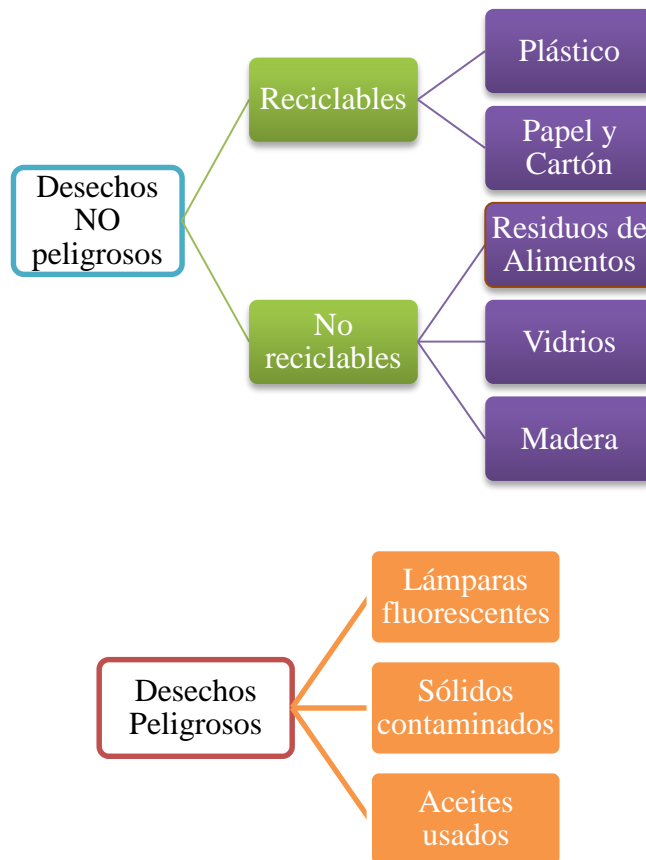 Desechos
NO
peligrosos
Reciclables
Plástico
Papel y
Cartón
No
reciclables
Residuos de
Alimentos
Vidrios
Madera
Desechos
Peligrosos
Lámparas
fluorescentes
Sólidos
contaminados
Aceites
usados